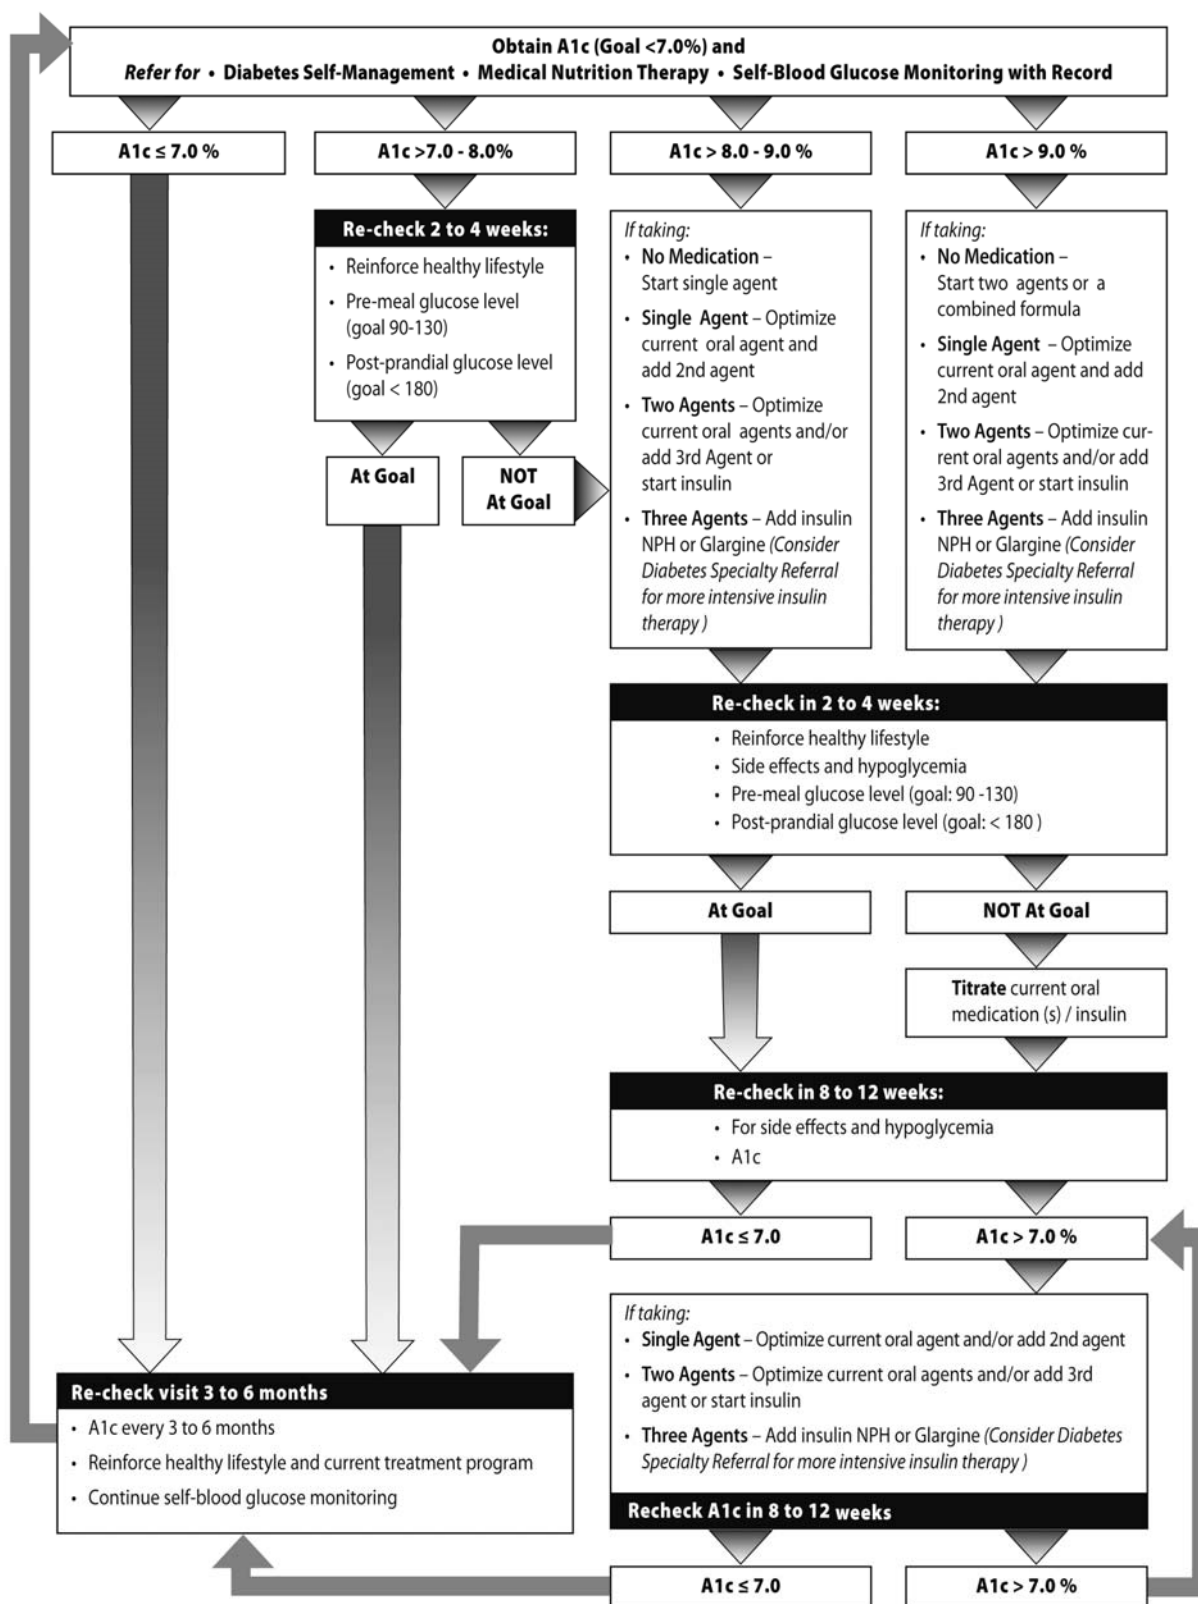 Obtain A1c (Goal <7.0%) and
Refer for • Diabetes Self-Management • Medical Nutrition Therapy • Self-Blood Glucose Monitoring with Record
A1c ≤ 7.0 %
A1c >7.0 - 8.0%
A1c > 8.0 - 9.0 %
A1c > 9.0 %
Re-check 2 to 4 weeks:
• Reinforce healthy lifestyle
• Pre-meal glucose level
(goal 90-130)
• Post-prandial glucose level
(goal < 180)
At Goal
NOT
At Goal
If taking:
• No Medication –
Start single agent
• Single Agent – Optimize
current oral agent and
add 2nd agent
• Two Agents – Optimize
current oral agents and/or
add 3rd Agent or
start insulin
• Three Agents – Add insulin
NPH or Glargine (Consider
Diabetes Specialty Referral
for more intensive insulin
therapy )
If taking:
• No Medication –
Start two agents or a
combined formula
• Single Agent – Optimize
current oral agent and add
2nd agent
• Two Agents – Optimize cur-
rent oral agents and/or add
3rd Agent or start insulin
• Three Agents – Add insulin
NPH or Glargine (Consider
Diabetes Specialty Referral
for more intensive insulin
therapy )
Re-check in 2 to 4 weeks:
• Reinforce healthy lifestyle
• Side effects and hypoglycemia
• Pre-meal glucose level (goal: 90 -130)
• Post-prandial glucose level (goal: < 180 )
At Goal
NOT At Goal
Titrate current oral
medication (s) / insulin
Re-check in 8 to 12 weeks:
• For side effects and hypoglycemia
• A1c
A1c ≤ 7.0
A1c > 7.0 %
If taking:
• Single Agent – Optimize current oral agent and/or add 2nd agent
• Two Agents – Optimize current oral agents and/or add 3rd
agent or start insulin
• Three Agents – Add insulin NPH or Glargine (Consider Diabetes
Specialty Referral for more intensive insulin therapy )
Recheck A1c in 8 to 12 weeks
A1c ≤ 7.0
A1c > 7.0 %
Re-check visit 3 to 6 months
• A1c every 3 to 6 months
• Reinforce healthy lifestyle and current treatment program
• Continue self-blood glucose monitoring